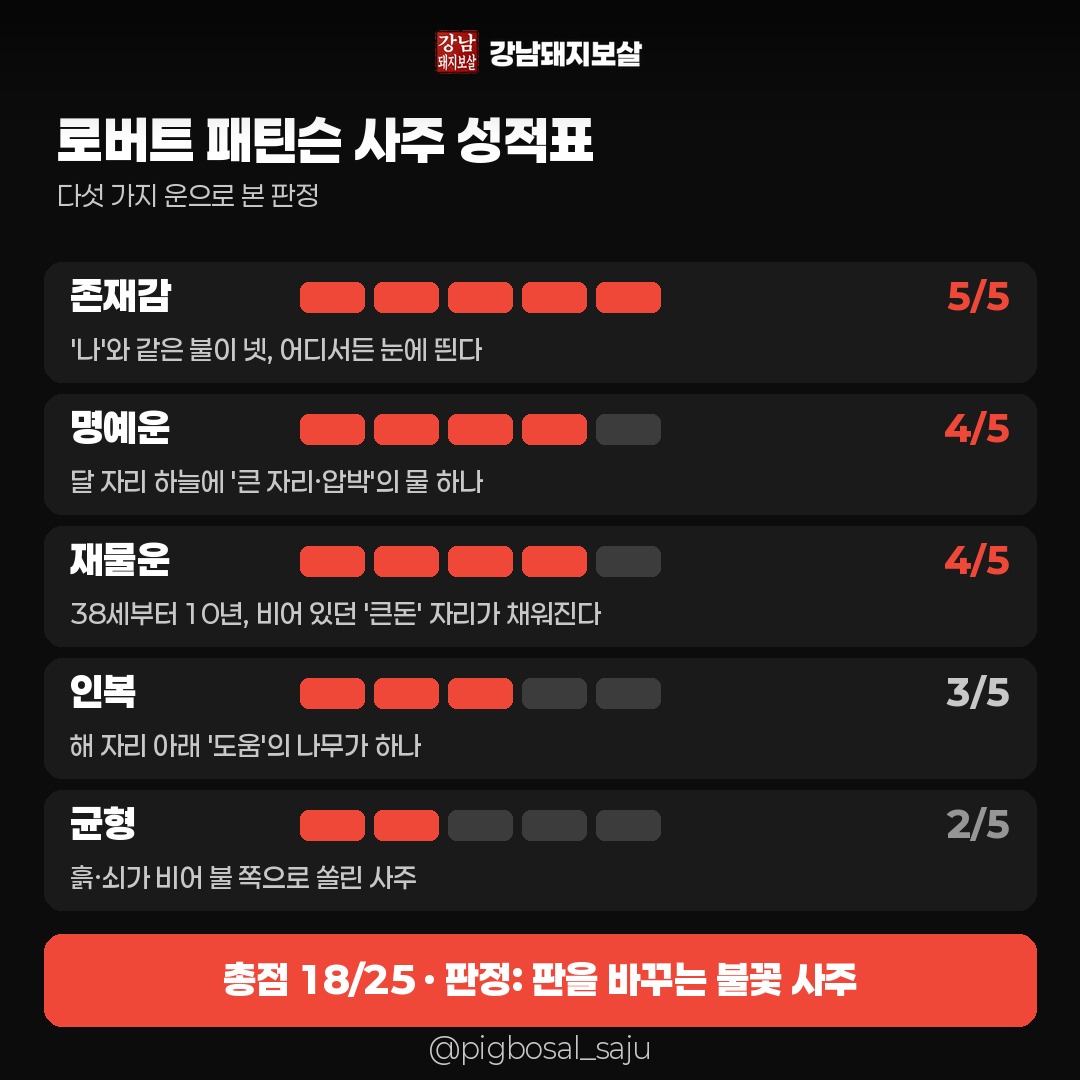 강남
돼지보살
강남돼지보살
로버트 패틴슨 사주 성적표
다섯 가지 운으로 본 판정
존재감
5/5
'나'와 같은 불이 넷, 어디서든 눈에 띈다
명예운
4/5
달 자리 하늘에 '큰 자리·압박'의 물 하나
재물운
4/5
38세부터 10년, 비어 있던 '큰돈' 자리가 채워진다
인복
3/5
해 자리 아래 '도움'의 나무가 하나
균형
2/5
흙·쇠가 비어 불 쪽으로 쏠린 사주
총점 18/25 · 판정: 판을 바꾸는 불꽃 사주
@pigbosal_saju